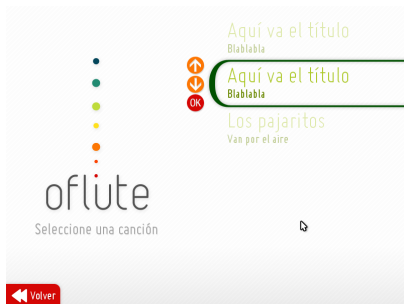 oflute
Seleccione una canción
Aquí va el título
Blablabla
OK
Aquí va el título
Blablabla
Los pajaritos
Van por el aire
Volver